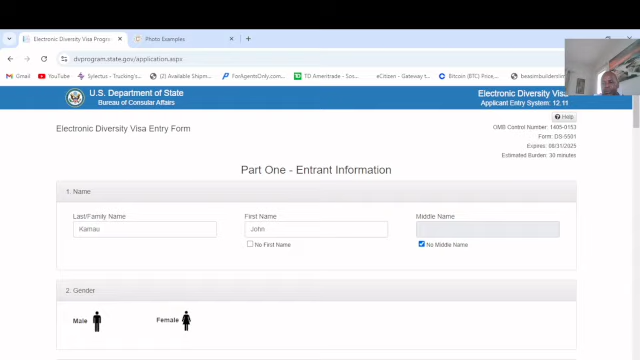 Electronic Diversity Visa Progra
Photo Examples
dvprogram.state.gov/application.aspx
Gmail
YouTube
Maps
Sylectus - Trucking's...
(2) Available Shipme...
ForAgentsOnly.com...
TD Ameritrade - On...
eCitizen - Gateway t...
Bitcoin (BTC) Price,...
U.S. Department of State
Bureau of Consular Affairs
Electronic Diversity Visa
Applicant Entry System: 12.11
Help
Electronic Diversity Visa Entry Form
OMB Control Number: 1405-0153
Form: DS-5501
Expires: 08/31/2025
Estimated Burden: 30 minutes
Part One - Entrant Information
1. Name
Last/Family Name
First Name
Middle Name
Kamau
John
No First Name
No Middle Name
2. Gender
Male
Female